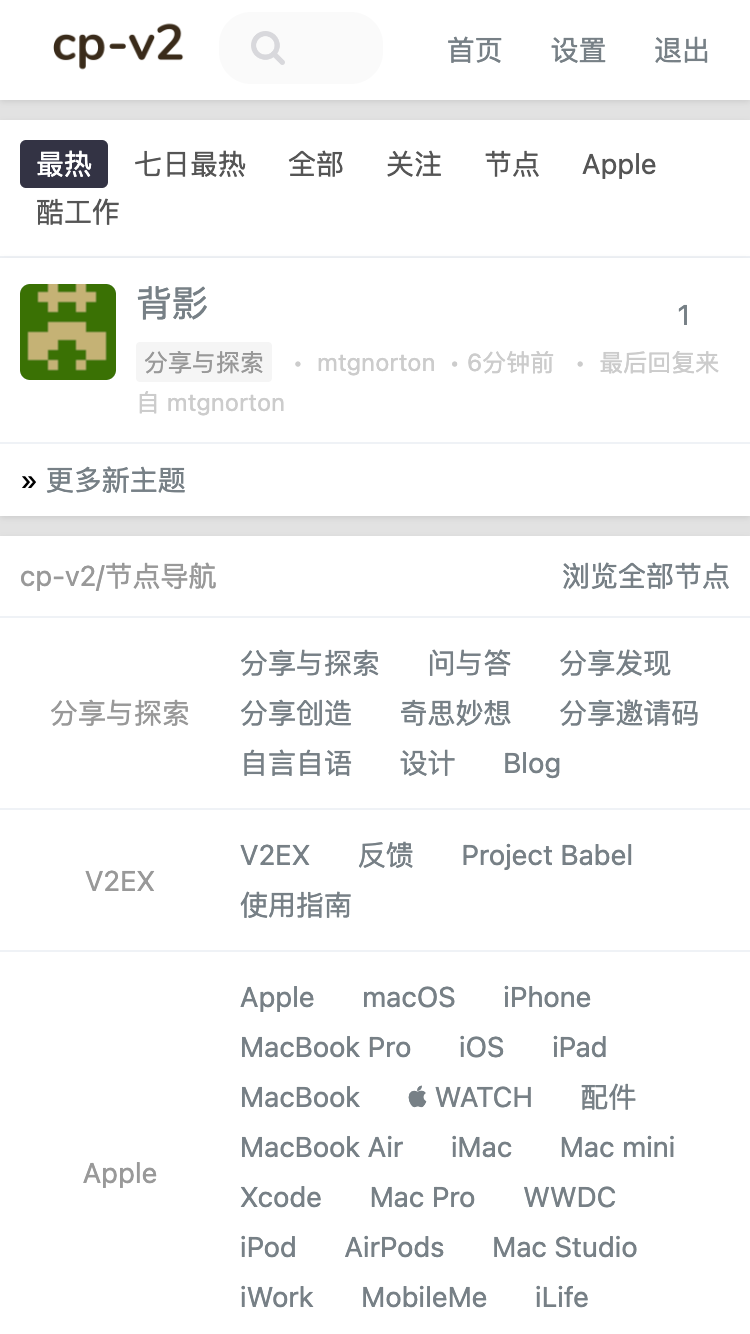 cp-v2 首页 设置 退出
最热 七日最热 全部 关注 节点 Apple
酷工作
背影
1
分享与探索 • mtgnorton • 6分钟前 • 最后回复来
自 mtgnorton
» 更多新主题
cp-v2/节点导航 浏览全部节点
分享与探索
分享与探索 问与答 分享发现
分享创造 奇思妙想 分享邀请码
自言自语 设计 Blog
V2EX
V2EX 反馈 Project Babel
使用指南
Apple
Apple macOS iPhone
MacBook Pro iOS iPad
MacBook WATCH 配件
MacBook Air iMac Mac mini
Xcode Mac Pro WWDC
iPod AirPods Mac Studio
iWork MobileMe iLife